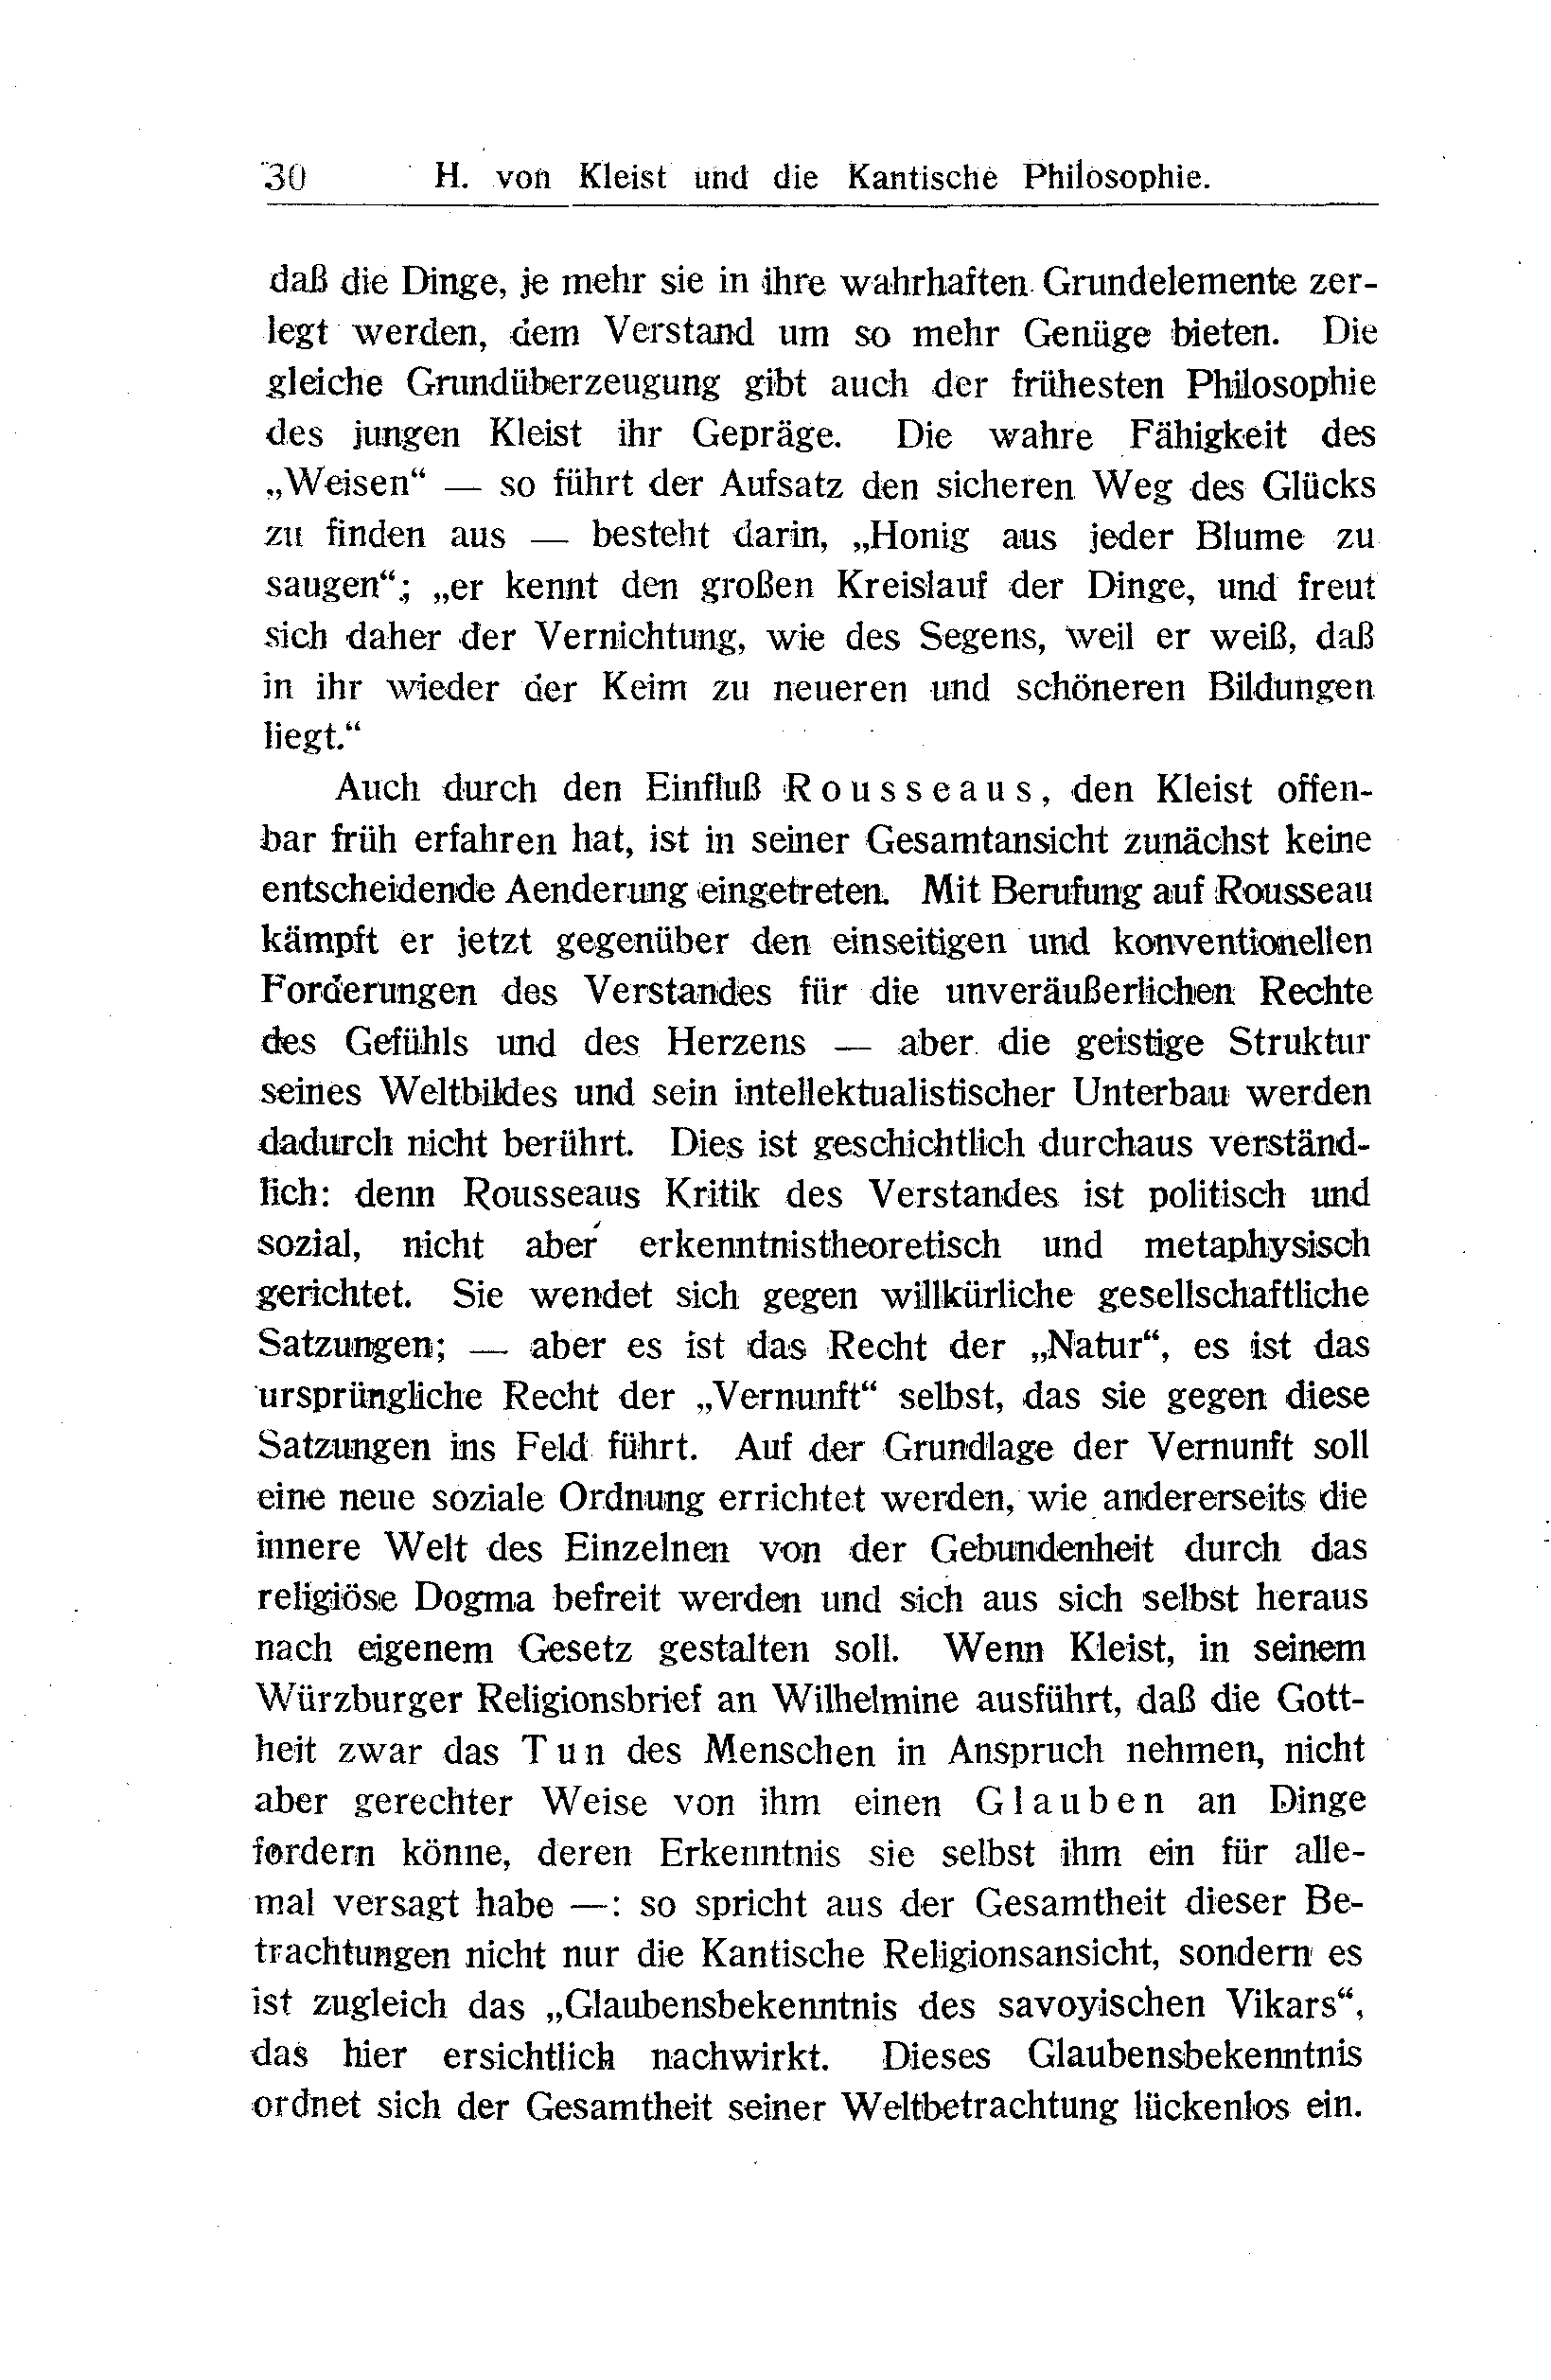 30 H. von Kleist und die Kantische Philosophie.
daß die Dinge, je mehr sie in ihre wahrhaften Grundelemente zer-
legt werden, dem Verstand um so mehr Genüge bieten. Die
gleiche Grundüberzeugung gibt auch der frühesten Philosophie
des jungen Kleist ihr Gepräge. Die wahre Fähigkeit des
„Weisen“ — so führt der Aufsatz den sicheren Weg des Glücks
zu finden aus — besteht darin, „Honig aus jeder Blume zu
saugen“; „er kennt den großen Kreislauf der Dinge, und freut
sich daher der Vernichtung, wie des Segens, weil er weiß, daß
in ihr wieder der Keim zu neueren und schöneren Bildungen
liegt.“
Auch durch den Einfluß Rousseaus, den Kleist offen-
bar früh erfahren hat, ist in seiner Gesamtansicht zunächst keine
entscheidende Aenderung eingetreten. Mit Berufung auf Rousseau
kämpft er jetzt gegenüber den einseitigen und konventionellen
Forderungen des Verstandes für die unveräußerlichen Rechte
des Gefühls und des Herzens — aber die geistige Struktur
seines Weltbildes und sein intellektualistischer Unterbau werden
dadurch nicht berührt. Dies ist geschichtlich durchaus verständ-
lich: denn Rousseaus Kritik des Verstandes ist politisch und
sozial, nicht aber erkenntnistheoretisch und metaphysisch
gerichtet. Sie wendet sich gegen willkürliche gesellschaftliche
Satzungen; — aber es ist das Recht der „Natur“, es ist das
ursprüngliche Recht der „Vernunft“ selbst, das sie gegen diese
Satzungen ins Feld führt. Auf der Grundlage der Vernunft soll
eine neue soziale Ordnung errichtet werden, wie andererseits die
innere Welt des Einzelnen von der Gebundenheit durch das
religiöse Dogma befreit werden und sich aus sich selbst heraus
nach eigenem Gesetz gestalten soll. Wenn Kleist, in seinem
Würzburger Religionsbrief an Wilhelmine ausführt, daß die Gott-
heit zwar das Tun des Menschen in Anspruch nehmen, nicht
aber gerechter Weise von ihm einen Glauben an Dinge
fordern könne, deren Erkenntnis sie selbst ihm ein für alle-
mal versagt habe —: so spricht aus der Gesamtheit dieser Be-
trachtungen nicht nur die Kantische Religionsansicht, sondern es
ist zugleich das „Glaubensbekenntnis des savoyischen Vikars“,
das hier ersichtlich nachwirkt. Dieses Glaubensbekenntnis
ordnet sich der Gesamtheit seiner Weltbetrachtung lückenlos ein.